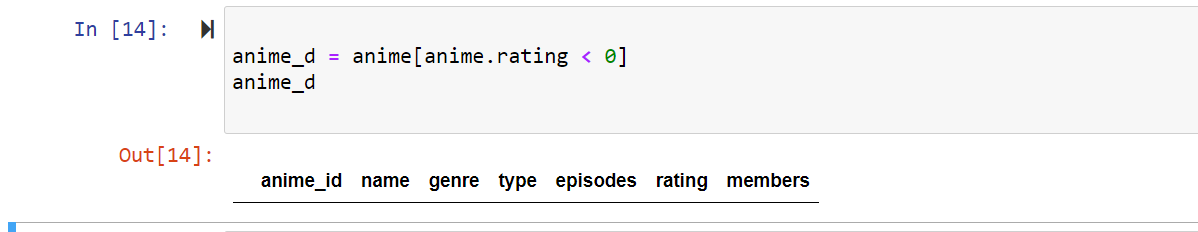 In [14]:
anime_d = anime[anime.rating < 0]
anime_d
Out[14]:
anime_id name genre type episodes rating members